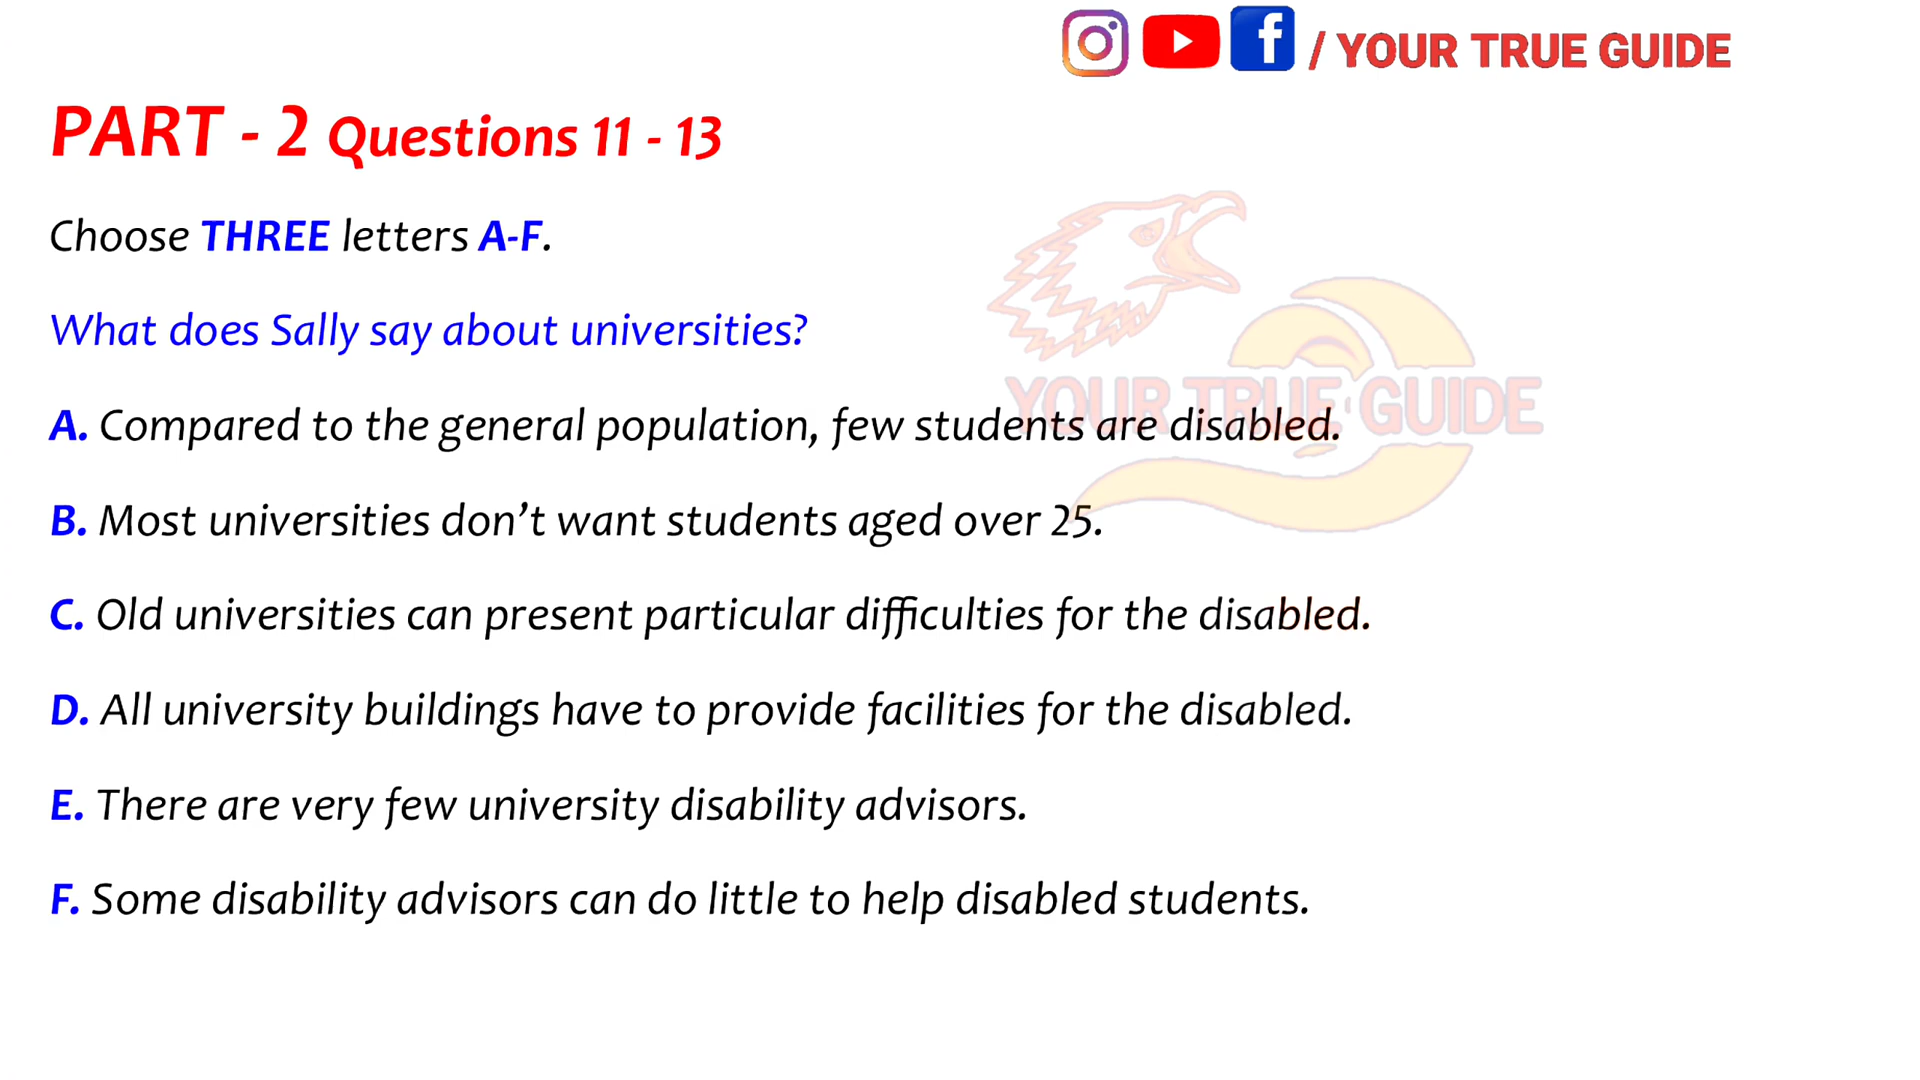 / YOUR TRUE GUIDE
PART - 2 Questions 11 - 13
Choose THREE letters A-F.
What does Sally say about universities?
YOUR TRUE GUIDE
A. Compared to the general population, few students are disabled.
B. Most universities don’t want students aged over 25.
C. Old universities can present particular difficulties for the disabled.
D. All university buildings have to provide facilities for the disabled.
E. There are very few university disability advisors.
F. Some disability advisors can do little to help disabled students.